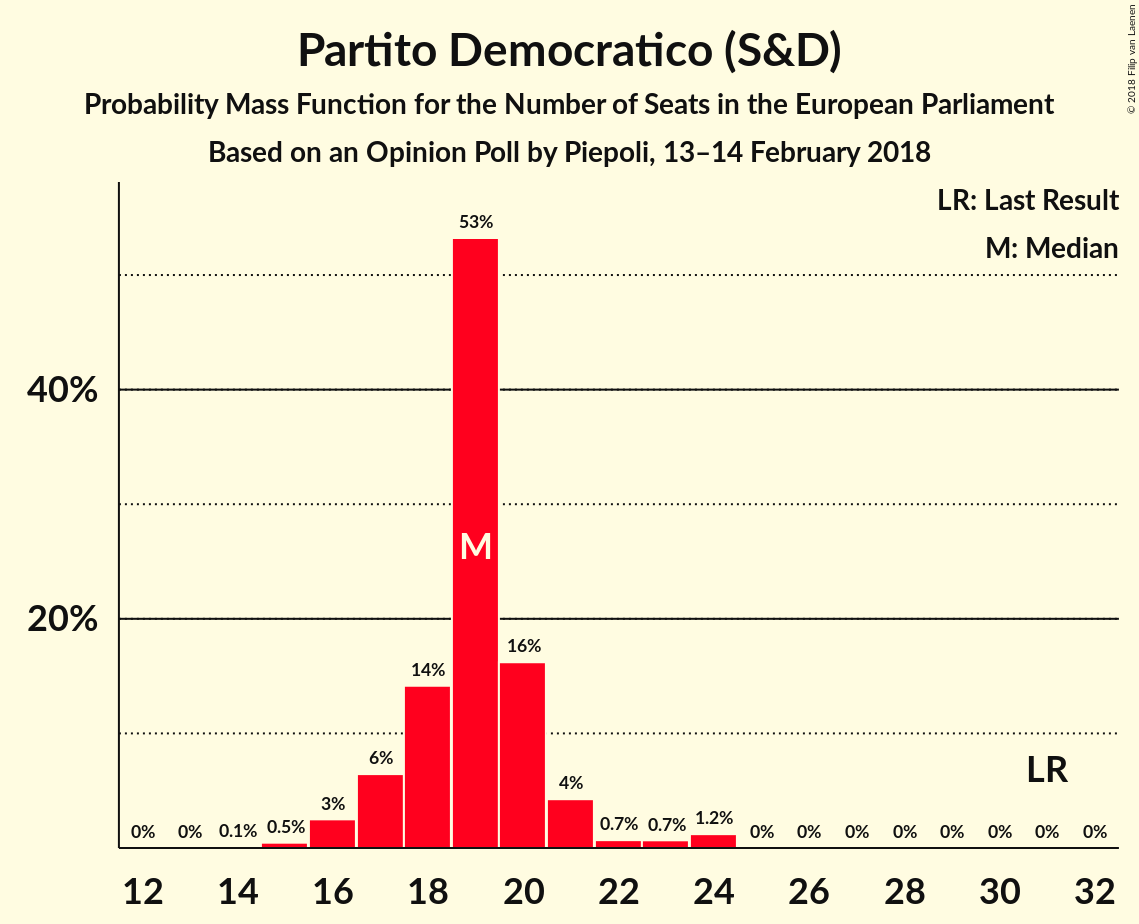 Partito Democratico (S&D)
Probability Mass Function for the Number of Seats in the European Parliament
Based on an Opinion Poll by Piepoli, 13–14 February 2018
© 2018 Filip van Laenen
LR: Last Result
M: Median
53%
40%
M
20%
16%
14%
6%
LR
4%
3%
0% 0% 0.1% 0.5% 0.7% 0.7% 1.2% 0% 0% 0% 0% 0% 0% 0% 0%
12 14 16 18 20 22 24 26 28 30 32